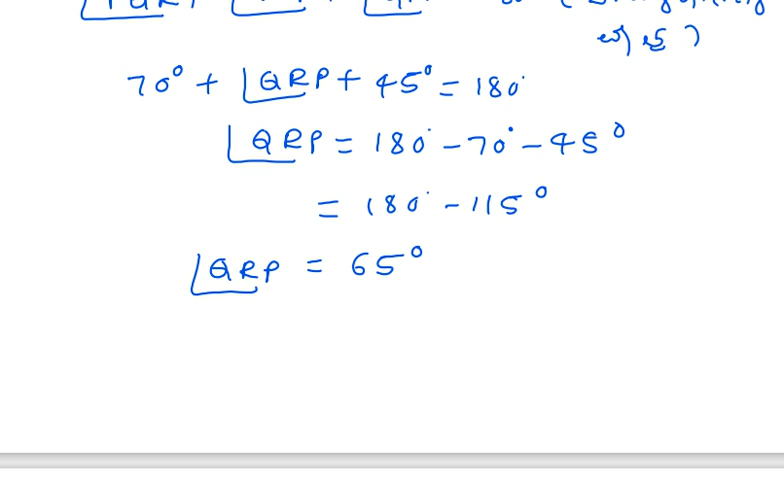 70° + ∠QRP + 45° = 180°
∠QRP = 180° - 70° - 45°
= 180° - 115°
∠QRP = 65°